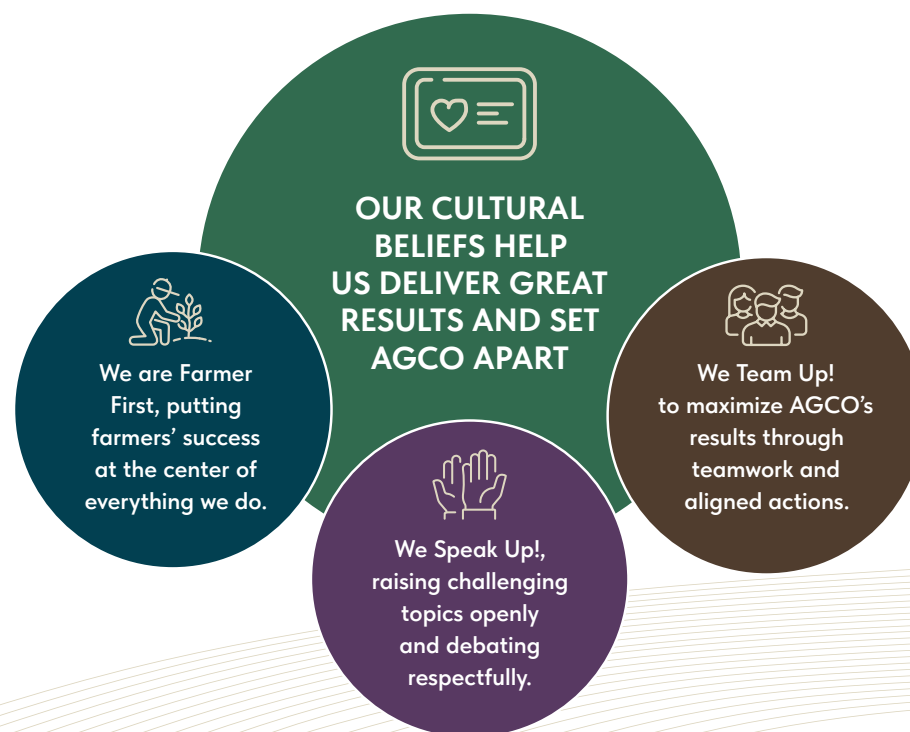 OUR CULTURAL
BELIEFS HELP
US DELIVER GREAT
RESULTS AND SET
AGCO APART
We are Farmer
First, putting
farmers’ success
at the center of
everything we do.
We Speak Up!,
raising challenging
topics openly
and debating
respectfully.
We Team Up!
to maximize AGCO’s
results through
teamwork and
aligned actions.